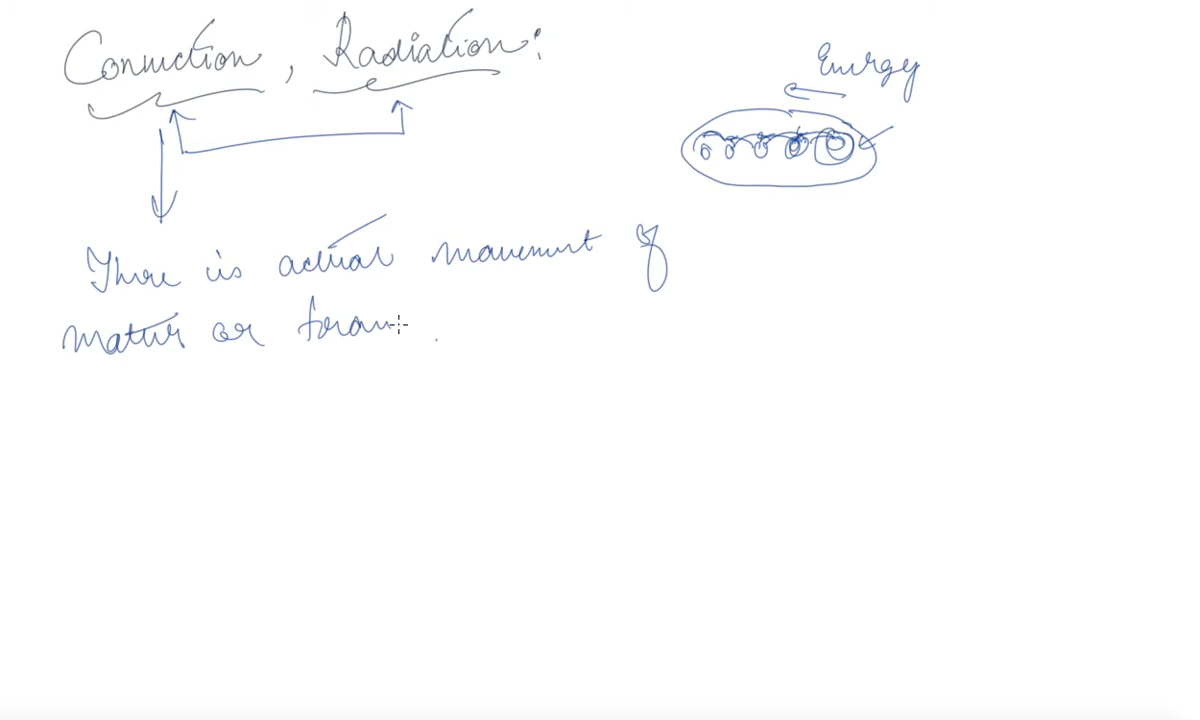 Convection, Radiation:
Energy
There is actual movement of
matter or